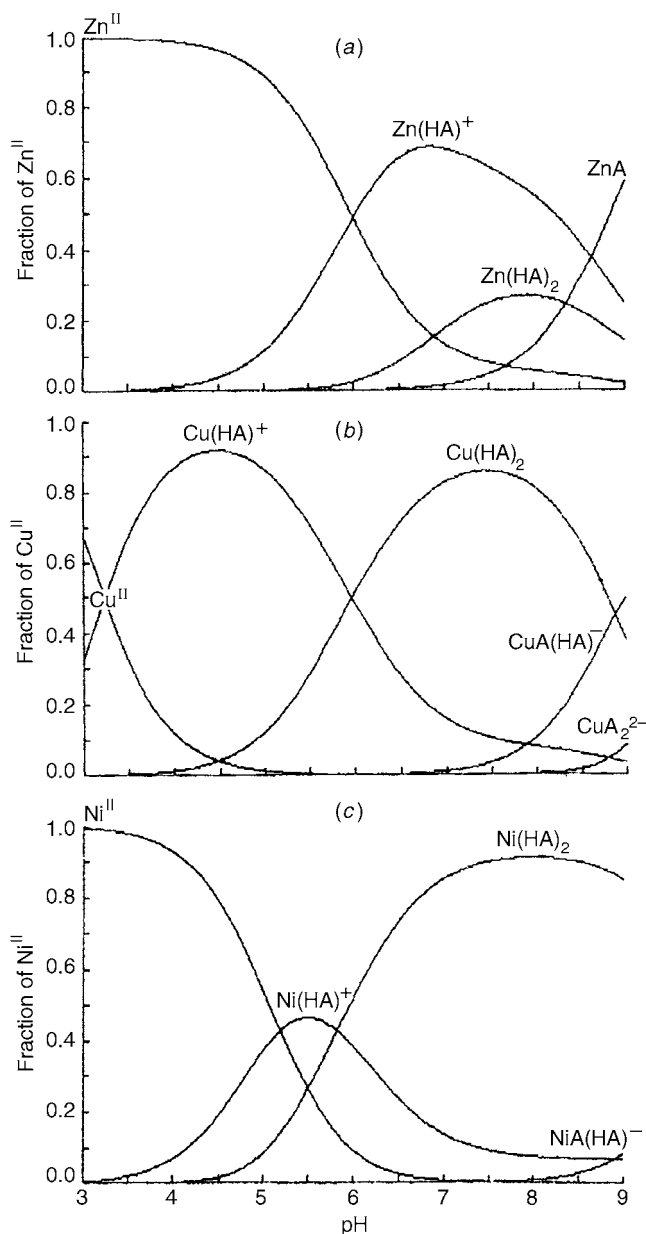 Zn^II
(a)
1.0
0.8
0.6
0.4
0.2
0.0
Fraction of Zn^II
Zn(HA)^+
ZnA
Zn(HA)_2
(b)
1.0
0.8
0.6
0.4
0.2
0.0
Fraction of Cu^II
Cu(HA)^+
Cu(HA)_2
Cu^II
CuA(HA)^−
CuA_2^2−
Ni^II
(c)
1.0
0.8
0.6
0.4
0.2
0.0
Fraction of Ni^II
Ni(HA)_2
Ni(HA)^+
NiA(HA)^−
3 4 5 6 7 8 9
pH